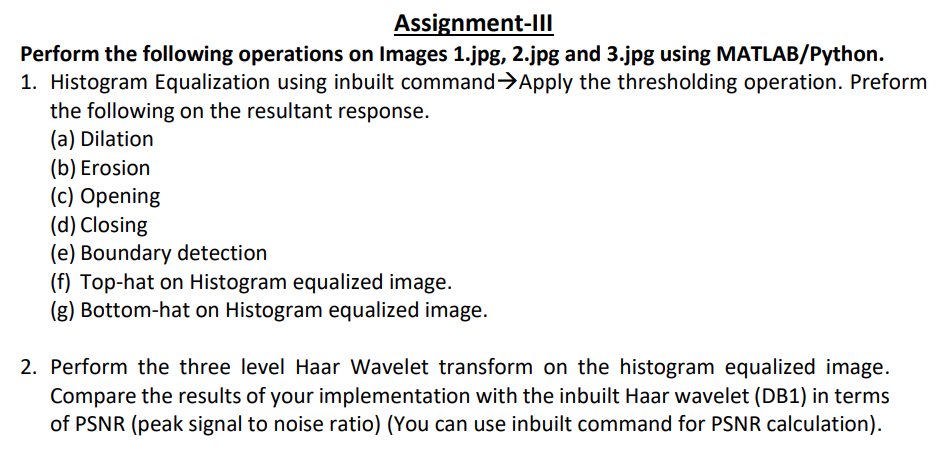 Assignment-III
Perform the following operations on Images 1.jpg, 2.jpg and 3.jpg using MATLAB/Python.
1. Histogram Equalization using inbuilt command→Apply the thresholding operation. Preform
the following on the resultant response.
(a) Dilation
(b) Erosion
(c) Opening
(d) Closing
(e) Boundary detection
(f) Top-hat on Histogram equalized image.
(g) Bottom-hat on Histogram equalized image.
2. Perform the three level Haar Wavelet transform on the histogram equalized image.
Compare the results of your implementation with the inbuilt Haar wavelet (DB1) in terms
of PSNR (peak signal to noise ratio) (You can use inbuilt command for PSNR calculation).